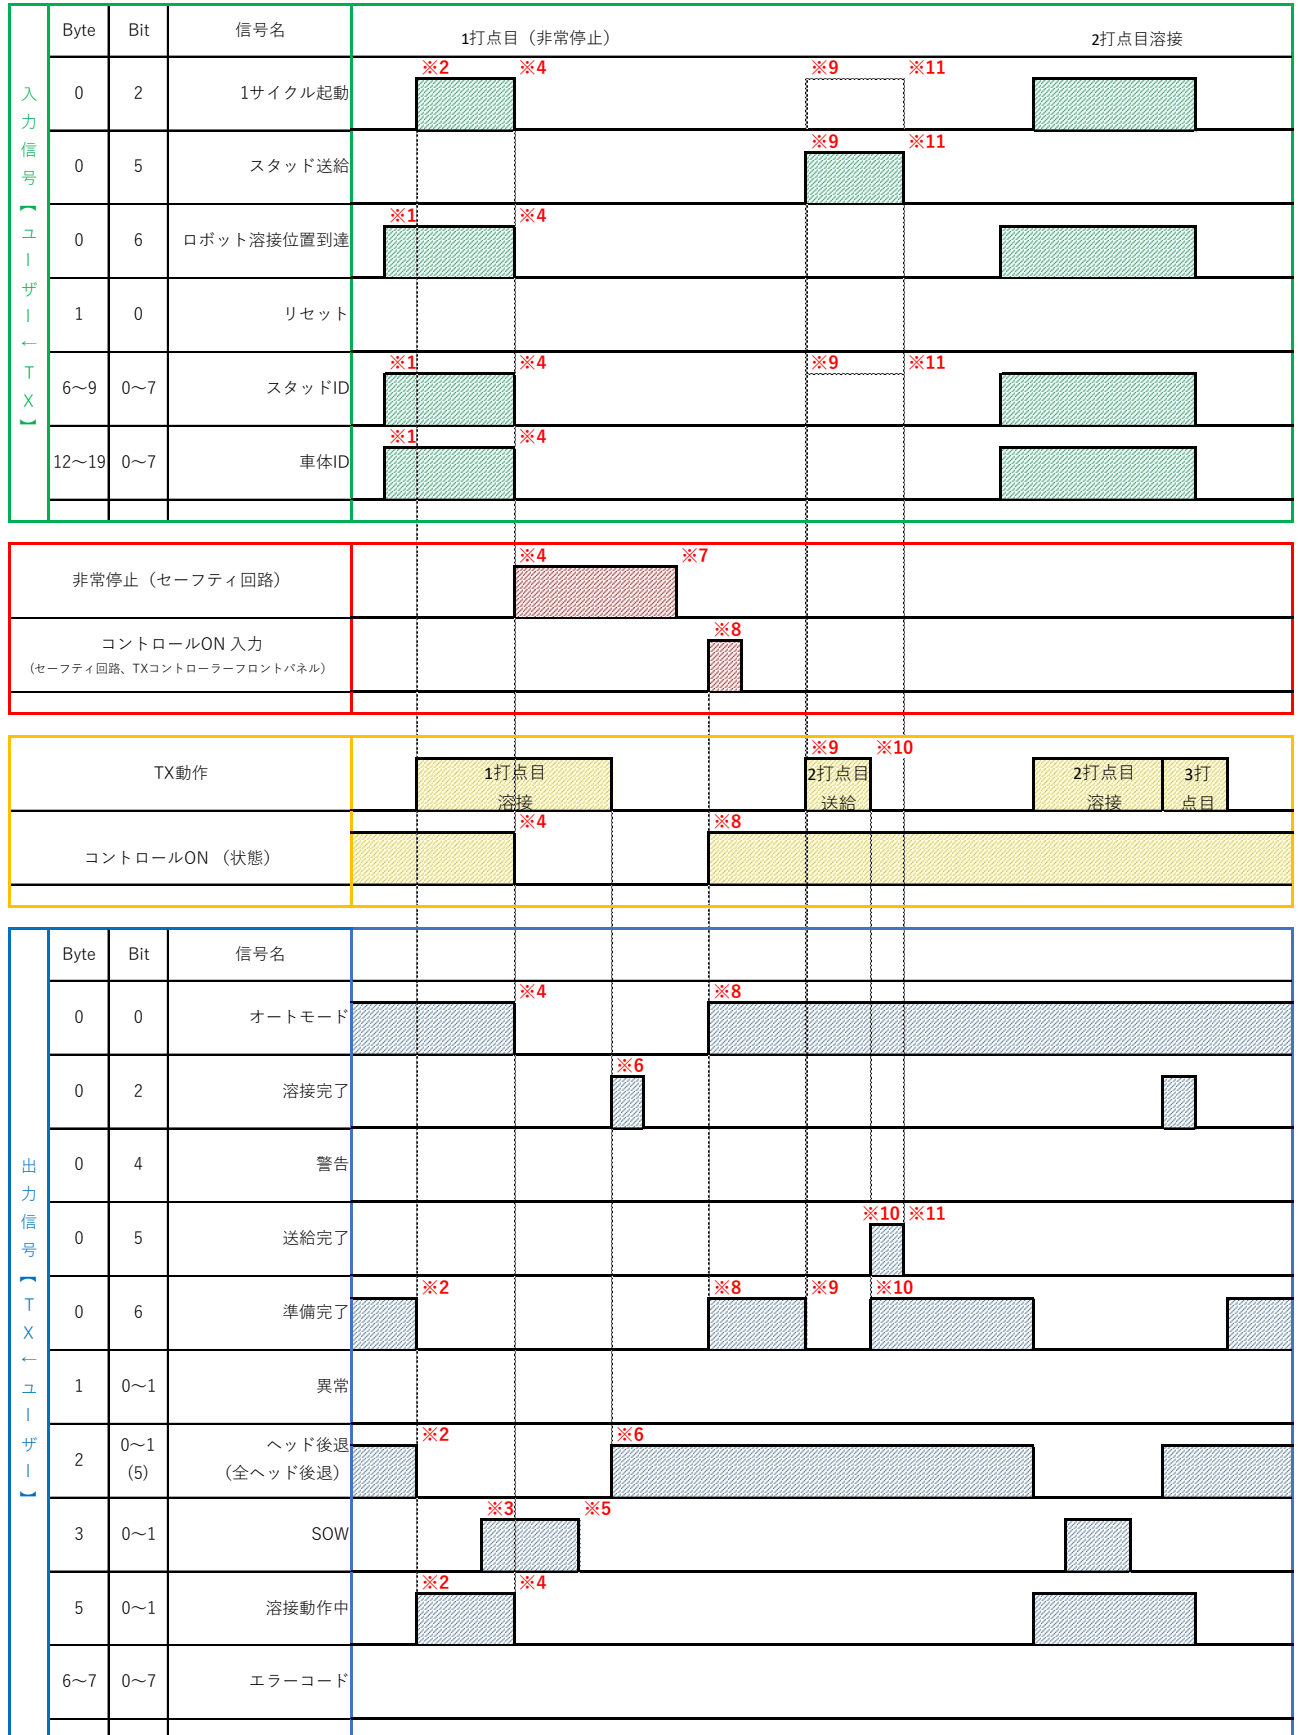 Byte Bit 信号名 1打点目（非常停止） 2打点目溶接
入力信号【ユーザー←TX】
※2 ※4 ※9 ※11
0 2 1サイクル起動
※9 ※11
0 5 スタッド送給
※1 ※4
0 6 ロボット溶接位置到達
1 0 リセット
※1 ※4 ※9 ※11
6～9 0～7 スタッドID
※1 ※4
12～19 0～7 車体ID
※4 ※7
非常停止（セーフティ回路）
※8
コントロールON 入力
（セーフティ回路、TXコントローラーフロントパネル）
※9 ※10
TX動作 1打点目 2打点目 2打点目 3打
溶接 送給 溶接 点目
※4 ※8
コントロールON （状態）
Byte Bit 信号名
出力信号【TX←ユーザー】
※4 ※8
0 0 オートモード
※6
0 2 溶接完了
0 4 警告
※10 ※11
0 5 送給完了
※2 ※8 ※9 ※10
0 6 準備完了
1 0～1 異常
※2 ※6
2 0～1 ヘッド後退
(5) （全ヘッド後退）
※3 ※5
3 0～1 SOW
※2 ※4
5 0～1 溶接動作中
6～7 0～7 エラーコード